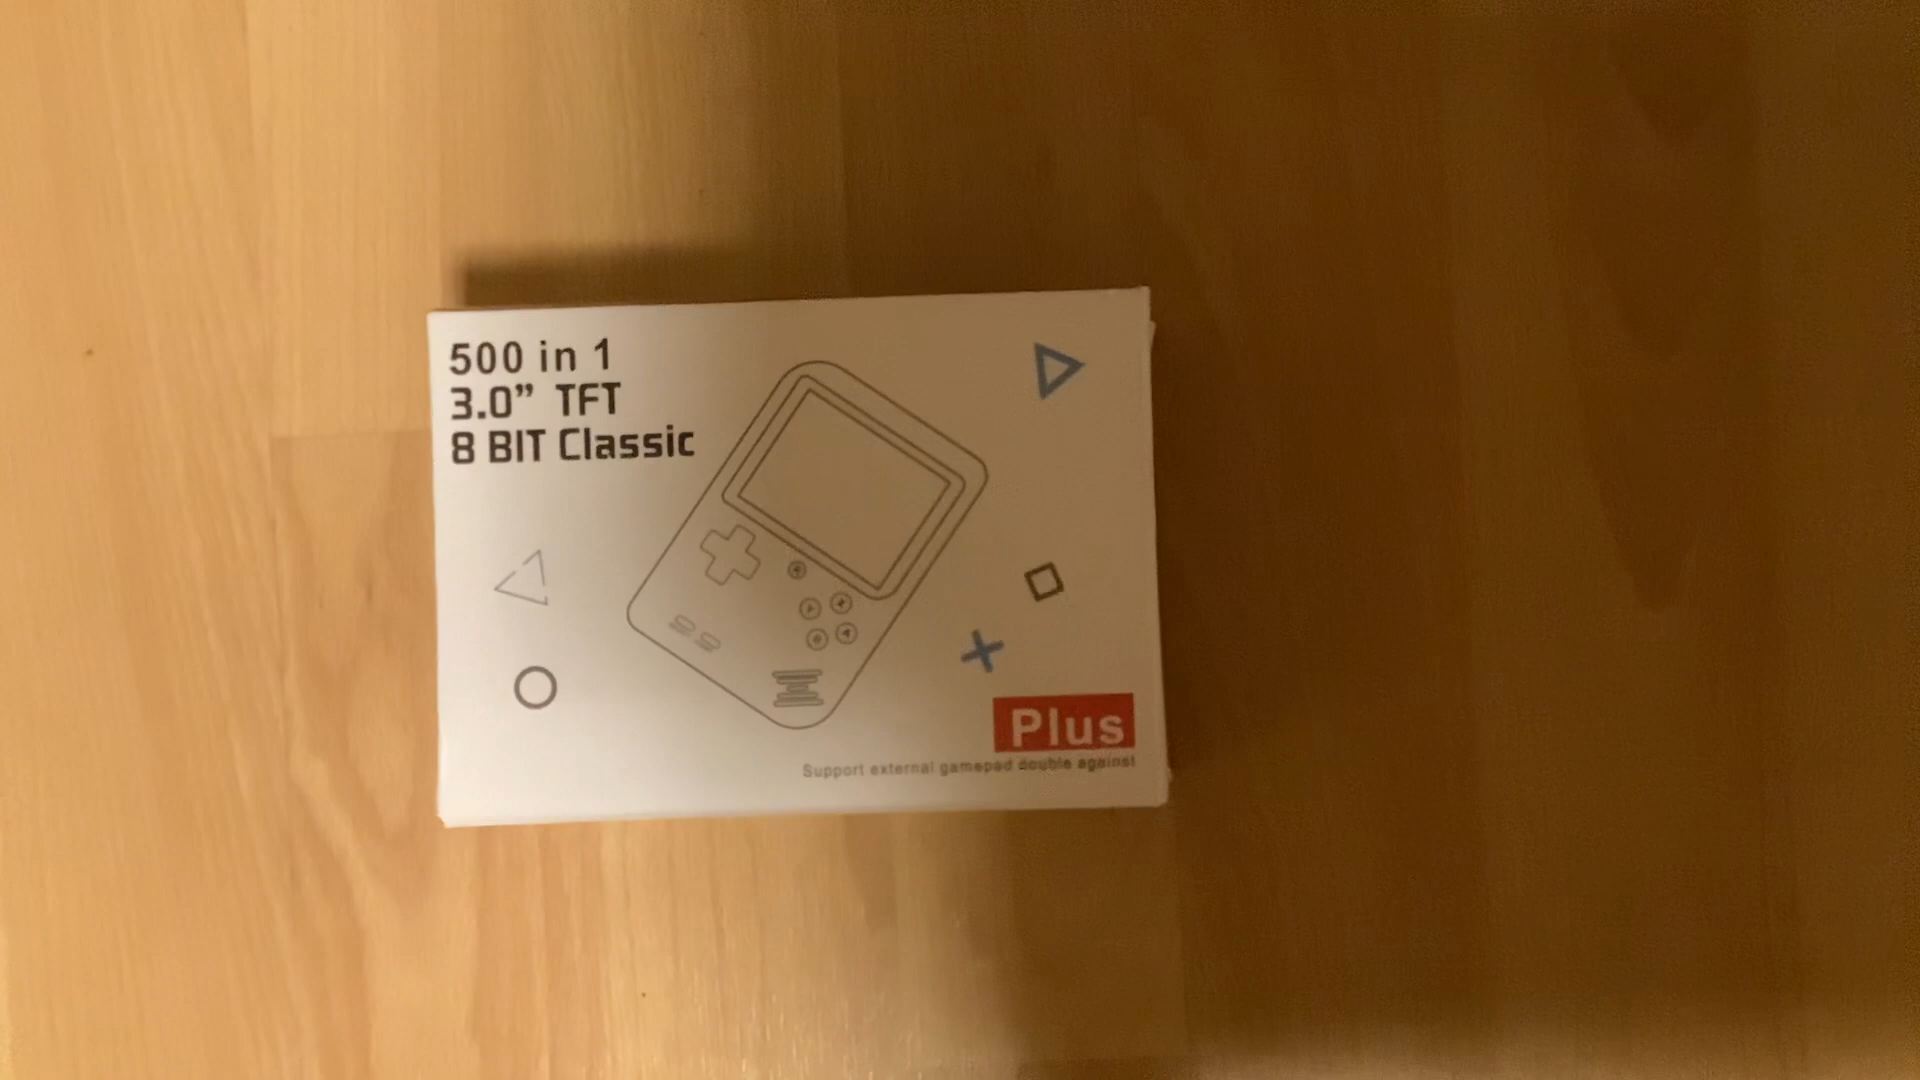 500 in 1
3.0” TFT
8 BIT Classic
Plus
Support external gamepad double against